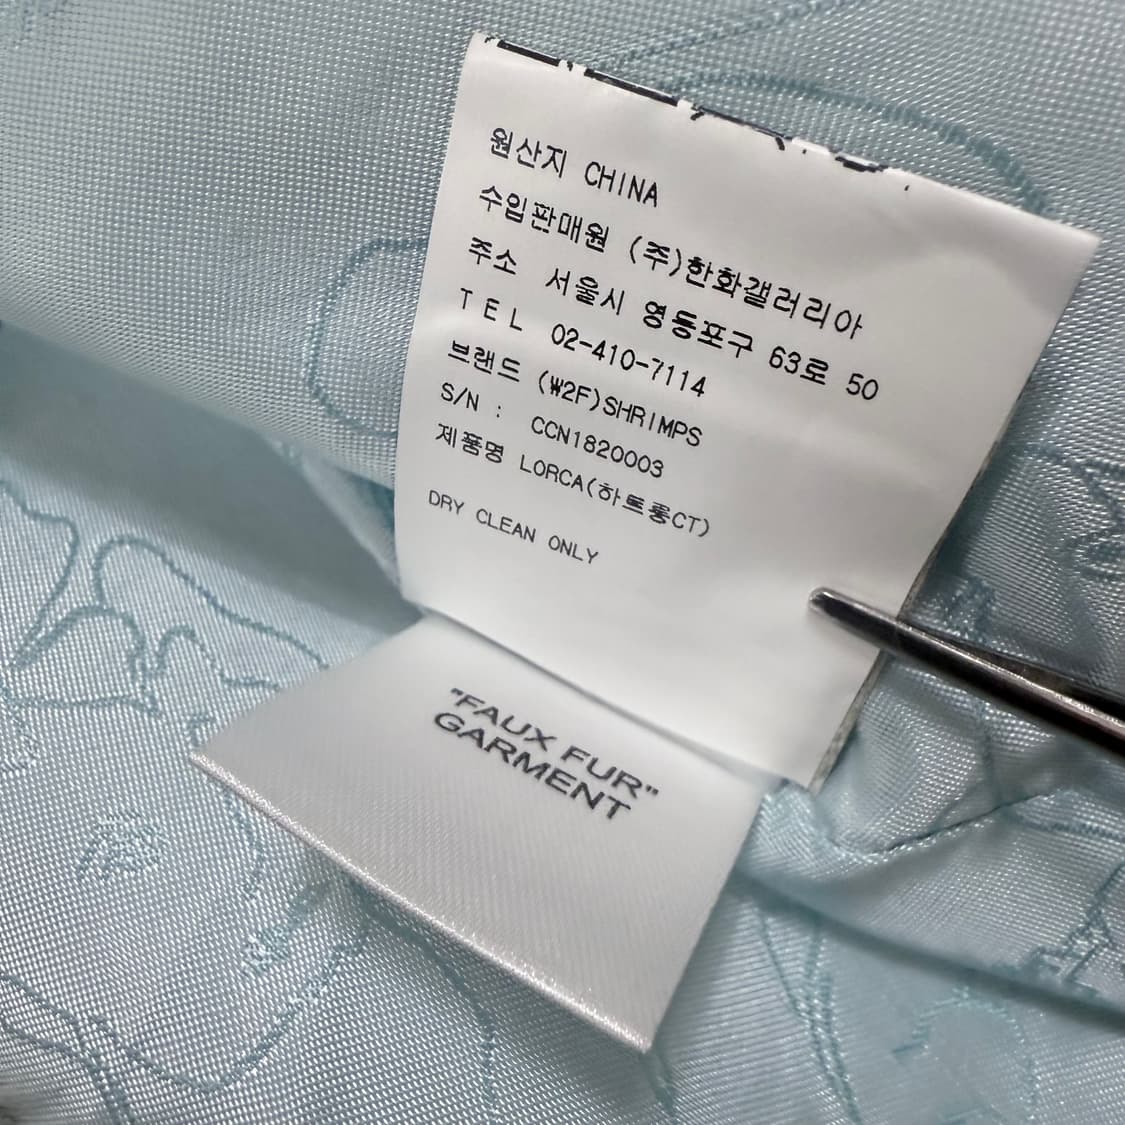 원산지 CHINA
수입판매원 (주)한화갤러리아
주소 서울시 영등포구 63로 50
TEL 02-410-7114
브랜드 (₩2F)SHRIMPS
S/N : CCN1820003
제품명 LORCA(하트롱CT)
DRY CLEAN ONLY
"FAUX FUR"
GARMENT